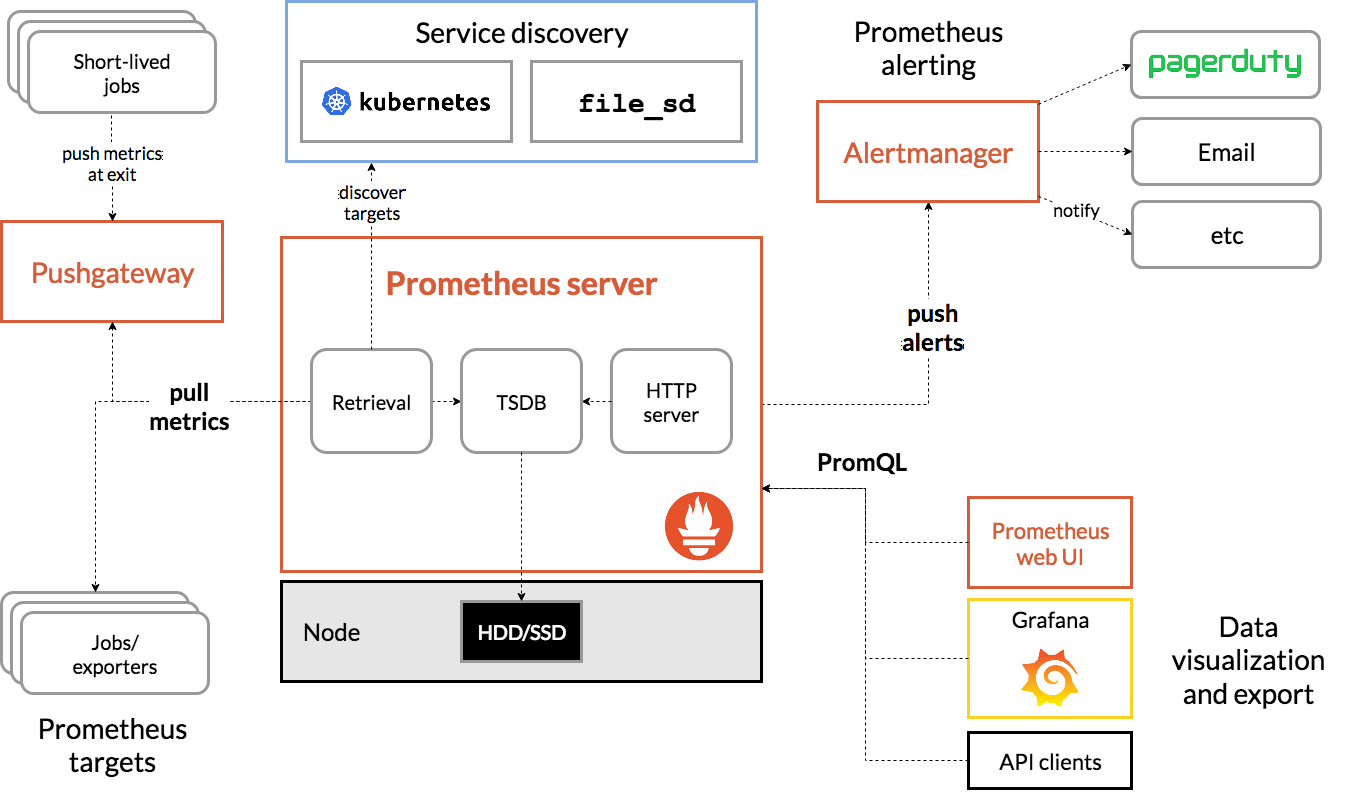 Short-lived
jobs
push metrics
at exit
Pushgateway
Service discovery
kubernetes
file_sd
discover
targets
Prometheus
alerting
Alertmanager
pagerduty
Email
notify
etc
Prometheus server
Retrieval
TSDB
HTTP
server
pull
metrics
push
alerts
PromQL
Node
HDD/SSD
Jobs/
exporters
Prometheus
targets
Prometheus
web UI
Grafana
API clients
Data
visualization
and export